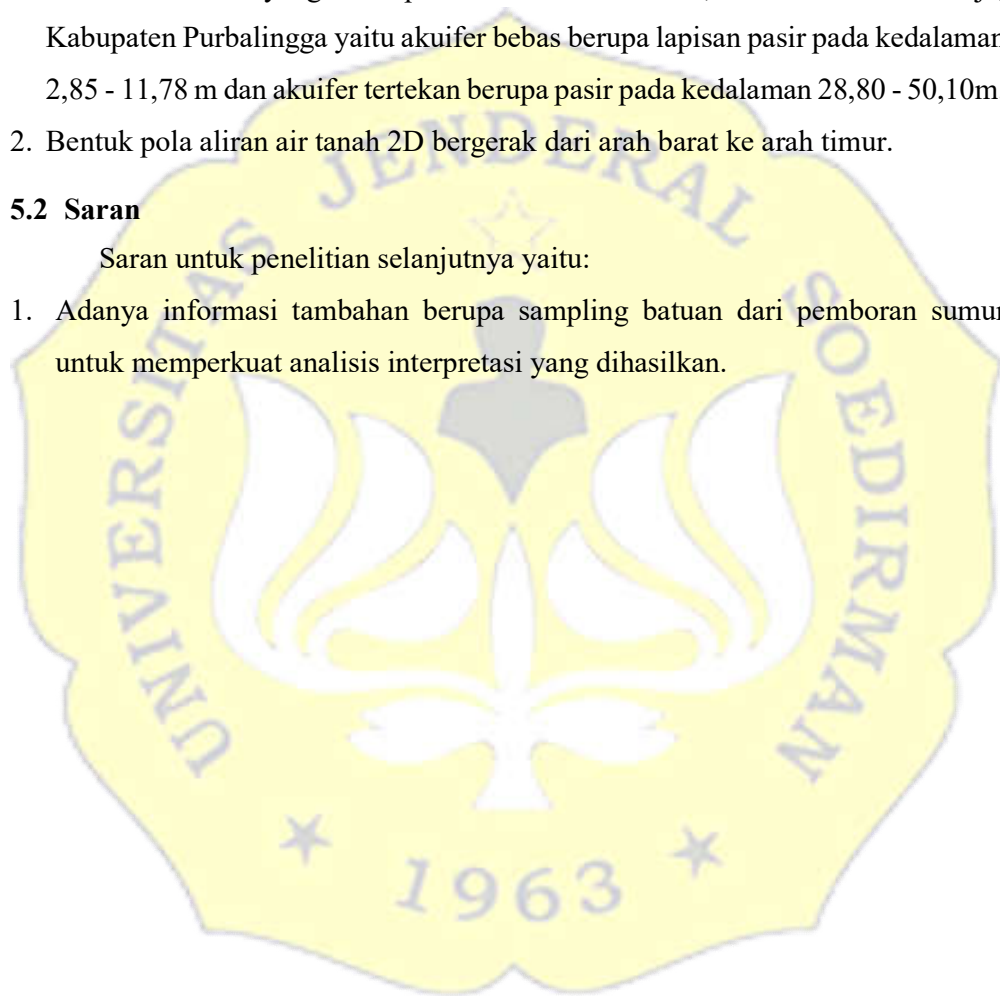 Kabupaten Purbalingga yaitu akuifer bebas berupa lapisan pasir pada kedalaman
2,85 - 11,78 m dan akuifer tertekan berupa pasir pada kedalaman 28,80 - 50,10m
2. Bentuk pola aliran air tanah 2D bergerak dari arah barat ke arah timur.
5.2 Saran
Saran untuk penelitian selanjutnya yaitu:
1. Adanya informasi tambahan berupa sampling batuan dari pemboran sumur
untuk memperkuat analisis interpretasi yang dihasilkan.
UNIVERSITAS JENDERAL SOEDIRMAN
1963